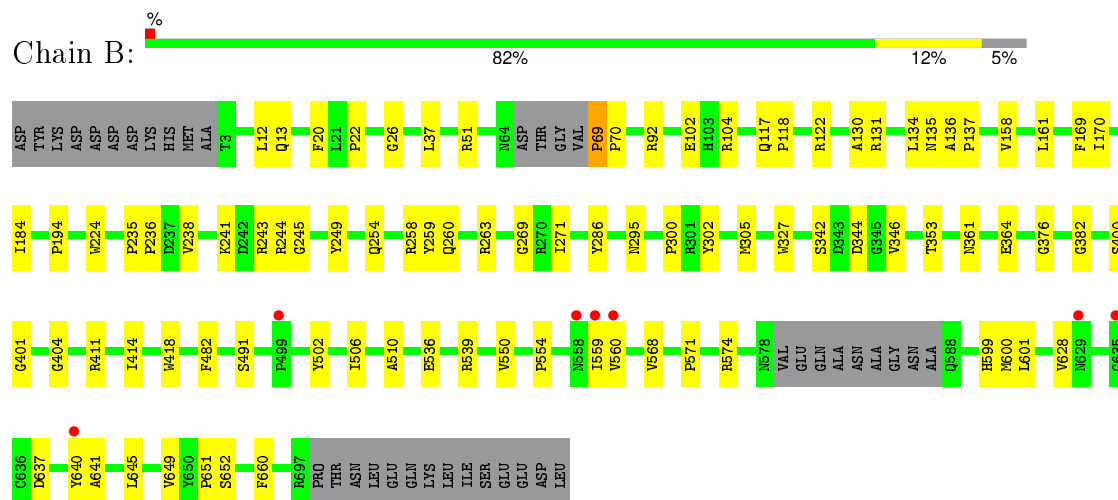 %
Chain B:
82% 12% 5%
ASP TYR LYS ASP ASP ASP ASP LYS HIS MET ALA T3 L12 Q13 F20 L21 P22 G26 L37 R51 N64 ASP THR GLY VAL P69 P70 R92 E102 H103 R104 Q117 P118 R122 A130 R131 L134 N135 A136 P137 V158 L161 F169 I170
I184 P194 W224 P235 P236 D237 V238 K241 D242 R243 R244 G245 Y249 Q254 R258 Y259 Q260 R263 G269 R270 I271 Y286 N295 P300 R301 Y302 M305 W327 S342 D343 D344 G345 V346 T353 N361 E364 G376 G382 S400
G401 G404 R411 I414 W418 F482 S491 P499 Y502 I506 A510 E536 R539 V550 P554 N558 I559 V560 V568 P571 R574 N578 VAL GLU GLN ALA ASN ALA GLY ASN ALA Q588 H599 M600 L601 V628 N629 G635
C636 D637 Y640 A641 L645 V649 Y650 P651 S652 F660 R697 PRO THR ASN LEU GLU GLN LYS LEU ILE SER GLU GLU ASP LEU